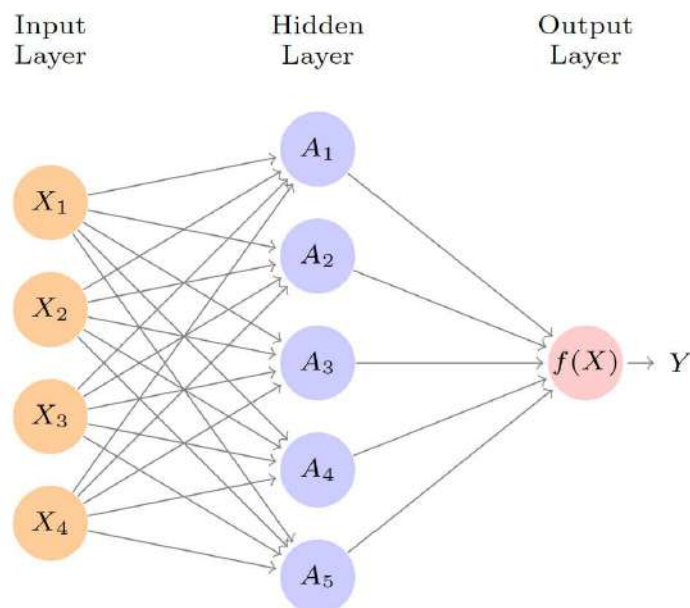 Input
Layer
Hidden
Layer
Output
Layer
X₁
X₂
X₃
X₄
A₁
A₂
A₃
A₄
A₅
f(X)
Y